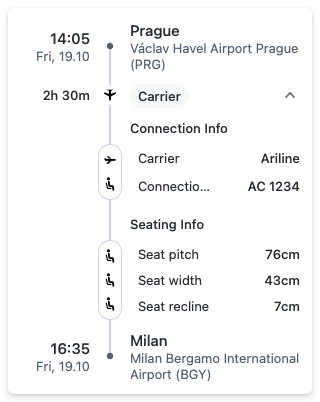 14:05
Fri, 19.10
Prague
Václav Havel Airport Prague
(PRG)
2h 30m
Carrier
Connection Info
Carrier Ariline
Connectio... AC 1234
Seating Info
Seat pitch 76cm
Seat width 43cm
Seat recline 7cm
16:35
Fri, 19.10
Milan
Milan Bergamo International
Airport (BGY)